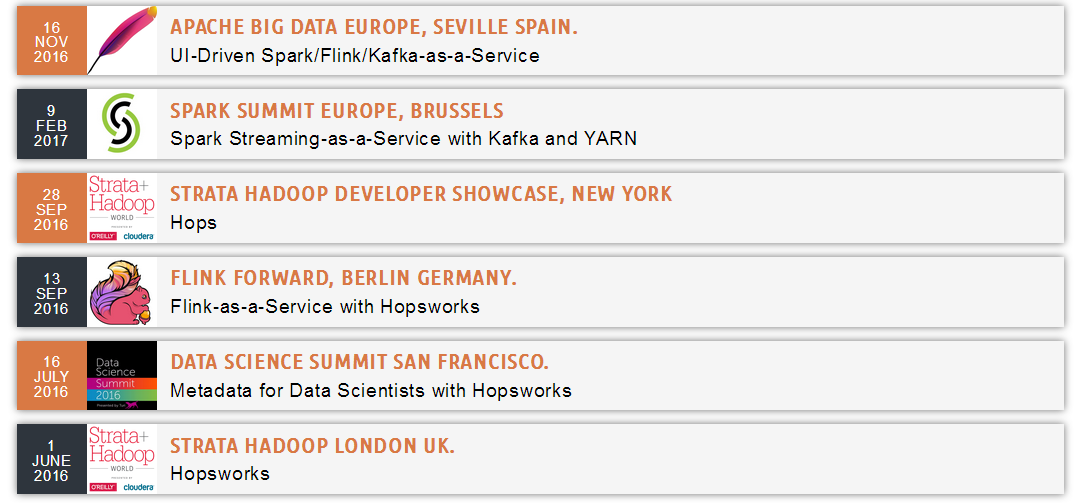 16
NOV
2016
APACHE BIG DATA EUROPE, SEVILLE SPAIN.
UI-Driven Spark/Flink/Kafka-as-a-Service
9
FEB
2017
SPARK SUMMIT EUROPE, BRUSSELS
Spark Streaming-as-a-Service with Kafka and YARN
28
SEP
2016
Strata+
Hadoop
WORLD
PRESENTED BY
O'REILLY cloudera
STRATA HADOOP DEVELOPER SHOWCASE, NEW YORK
Hops
13
SEP
2016
FLINK FORWARD, BERLIN GERMANY.
Flink-as-a-Service with Hopsworks
16
JULY
2016
Data
Science
Summit
2016
DATA SCIENCE SUMMIT SAN FRANCISCO.
Metadata for Data Scientists with Hopsworks
1
JUNE
2016
Strata+
Hadoop
WORLD
PRESENTED BY
O'REILLY cloudera
STRATA HADOOP LONDON UK.
Hopsworks